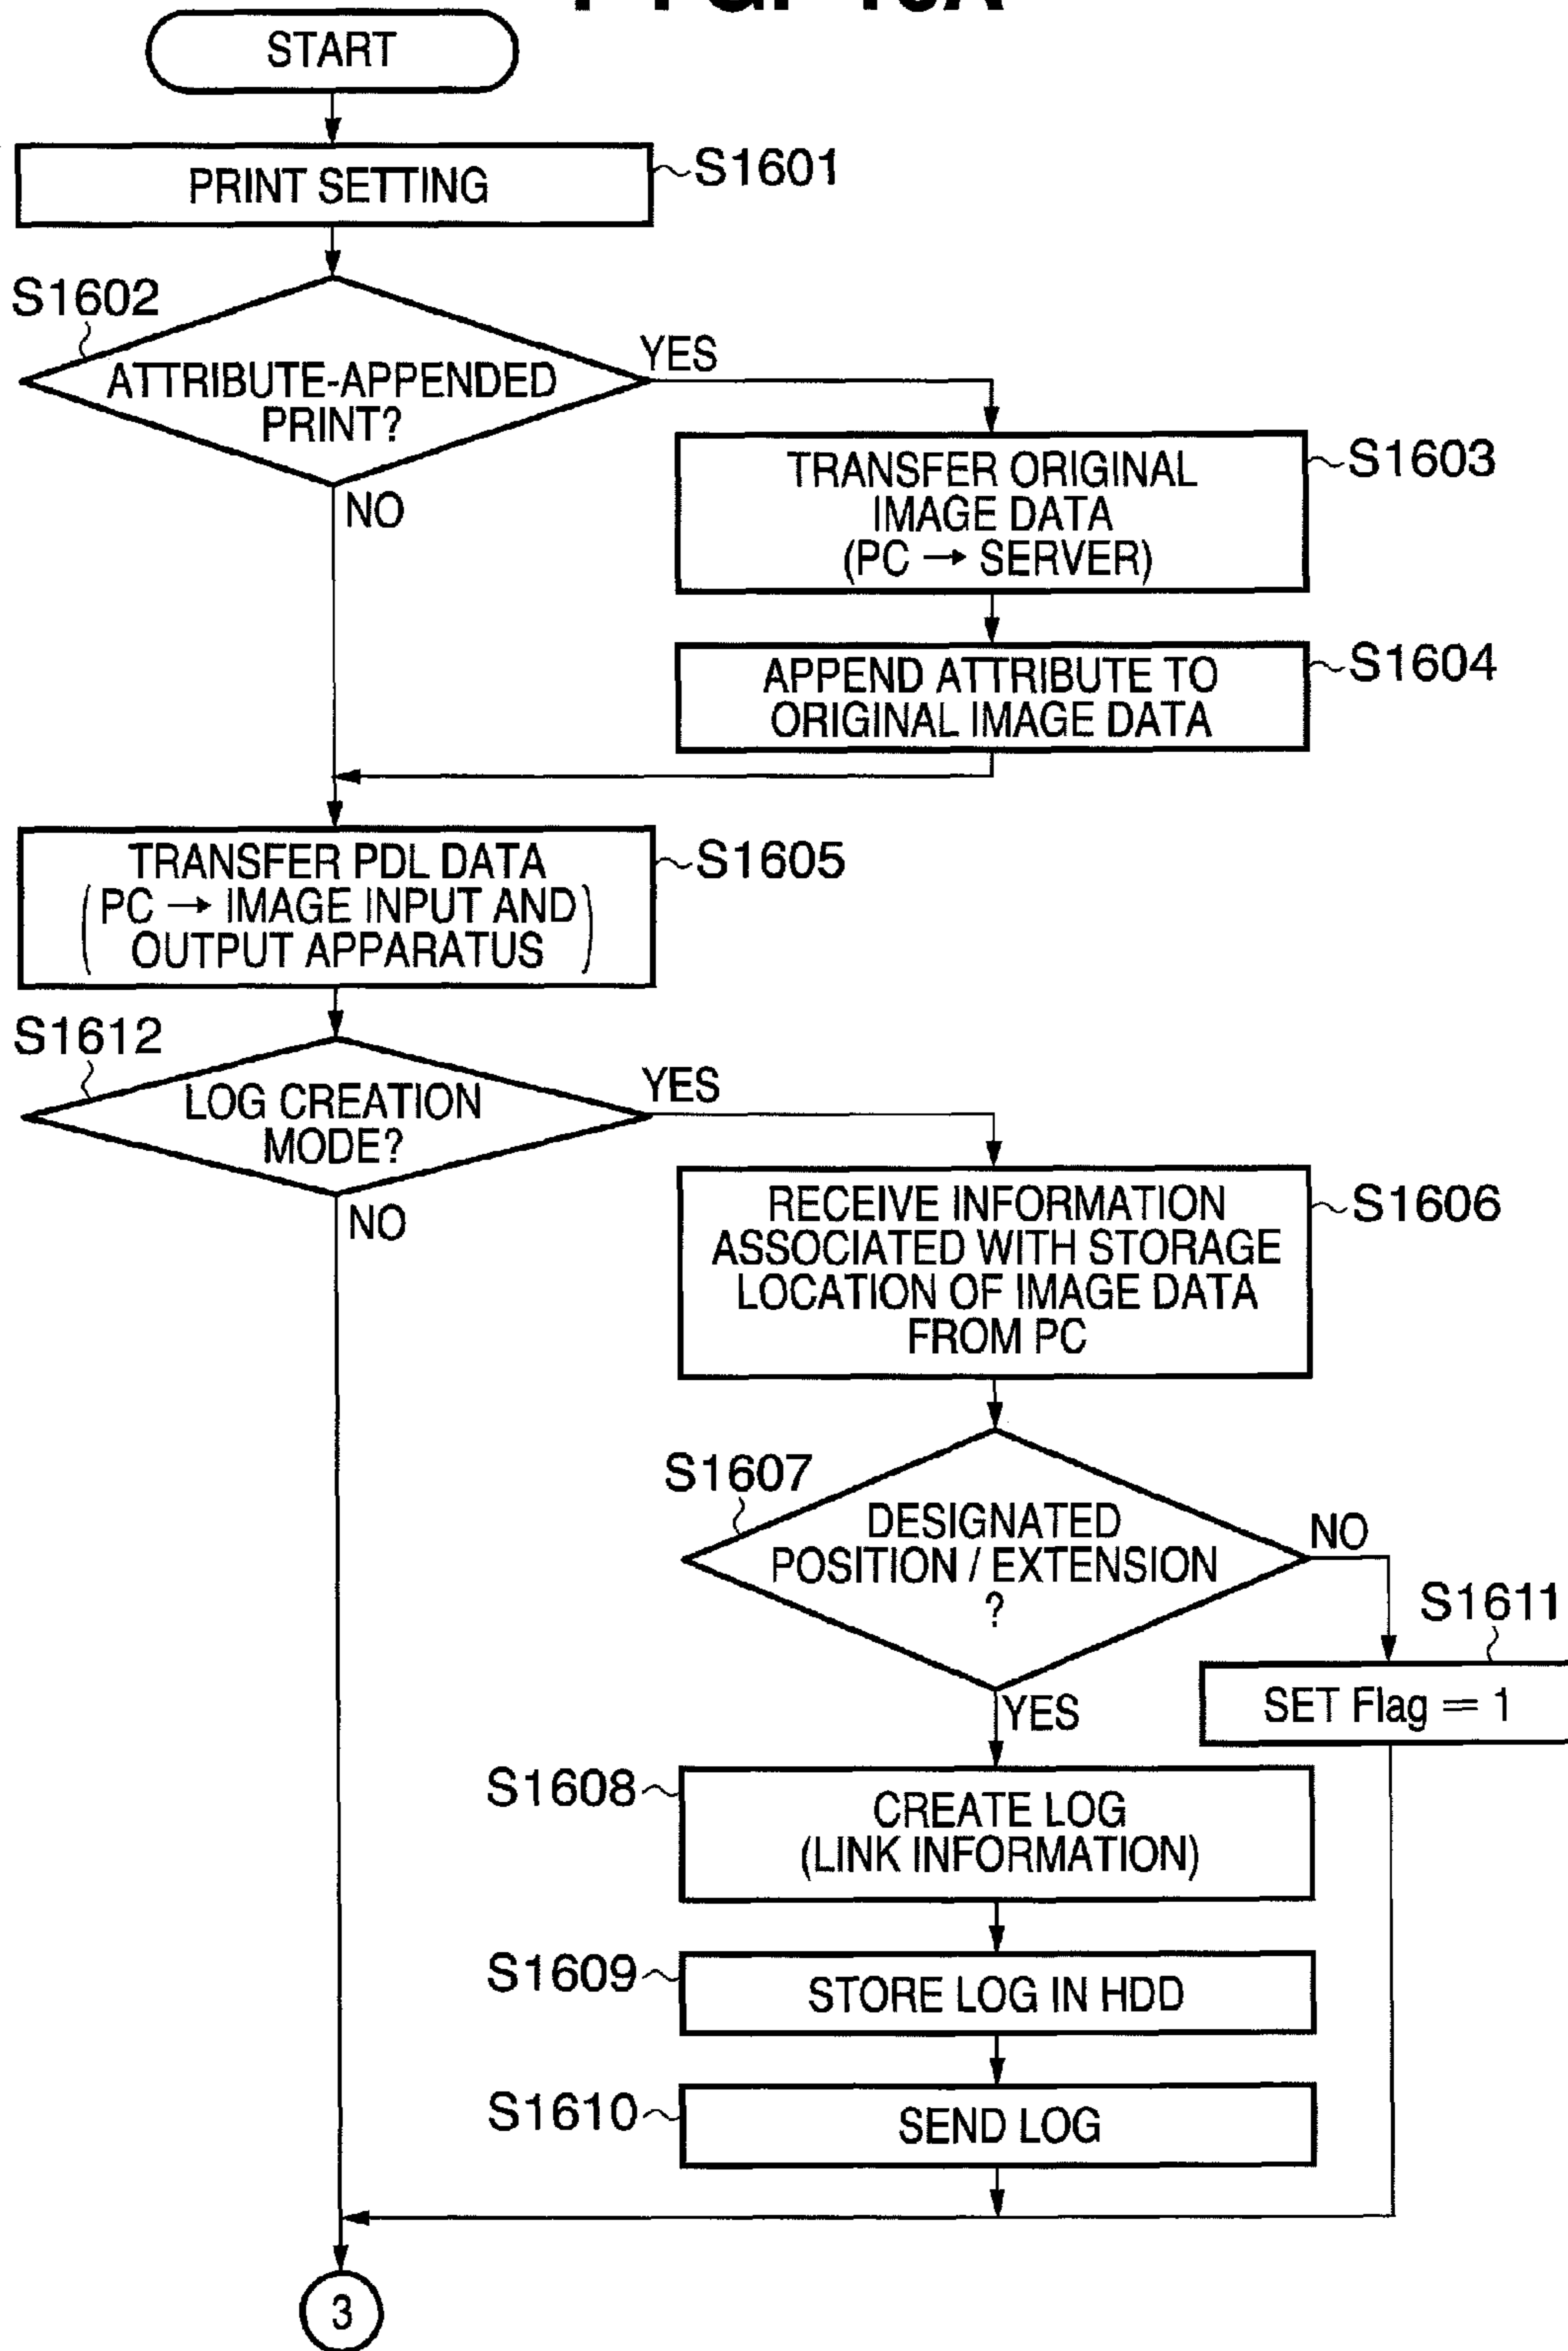 START
PRINT SETTING
S1601
S1602
ATTRIBUTE-APPENDED
PRINT?
YES
NO
TRANSFER ORIGINAL
IMAGE DATA
(PC → SERVER)
S1603
APPEND ATTRIBUTE TO
ORIGINAL IMAGE DATA
S1604
TRANSFER PDL DATA
(PC → IMAGE INPUT AND
OUTPUT APPARATUS)
S1605
S1612
LOG CREATION
MODE?
YES
NO
RECEIVE INFORMATION
ASSOCIATED WITH STORAGE
LOCATION OF IMAGE DATA
FROM PC
S1606
S1607
DESIGNATED
POSITION / EXTENSION
?
NO
YES
S1611
SET Flag = 1
S1608
CREATE LOG
(LINK INFORMATION)
S1609
STORE LOG IN HDD
S1610
SEND LOG
3